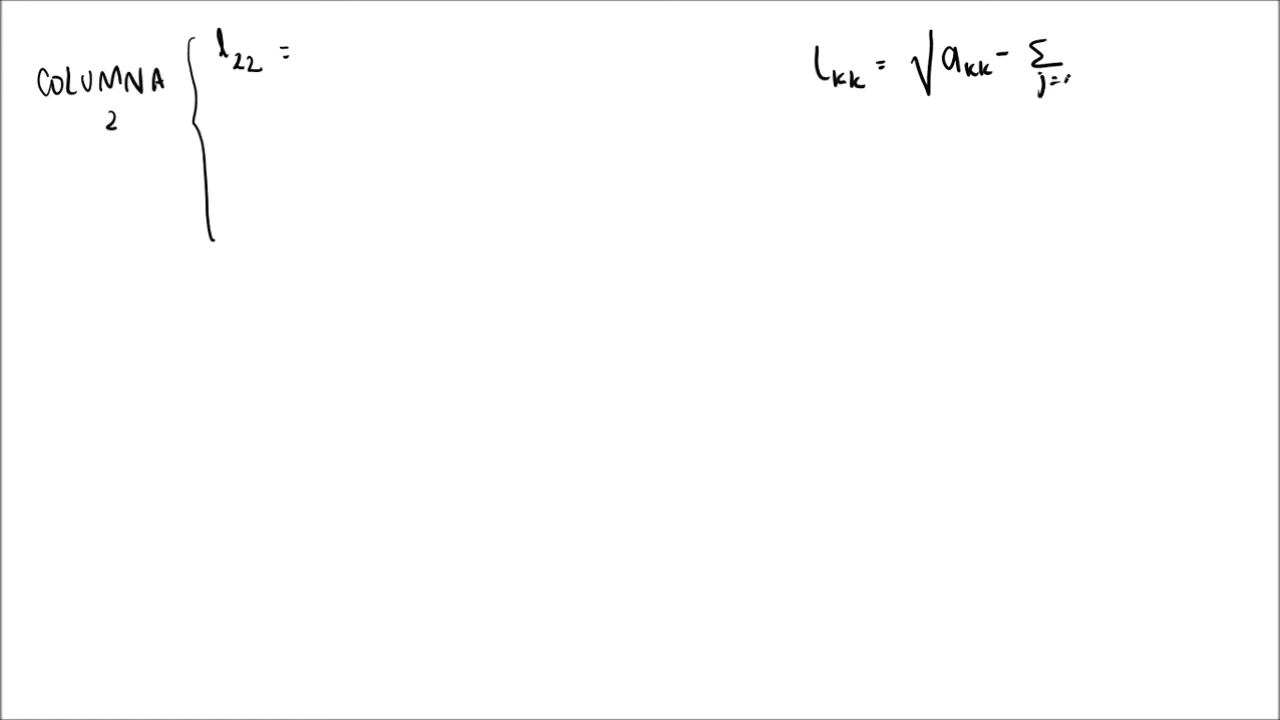 COLUMNA
2
l₂₂ =
lₖₖ = √aₖₖ - Σ
j=